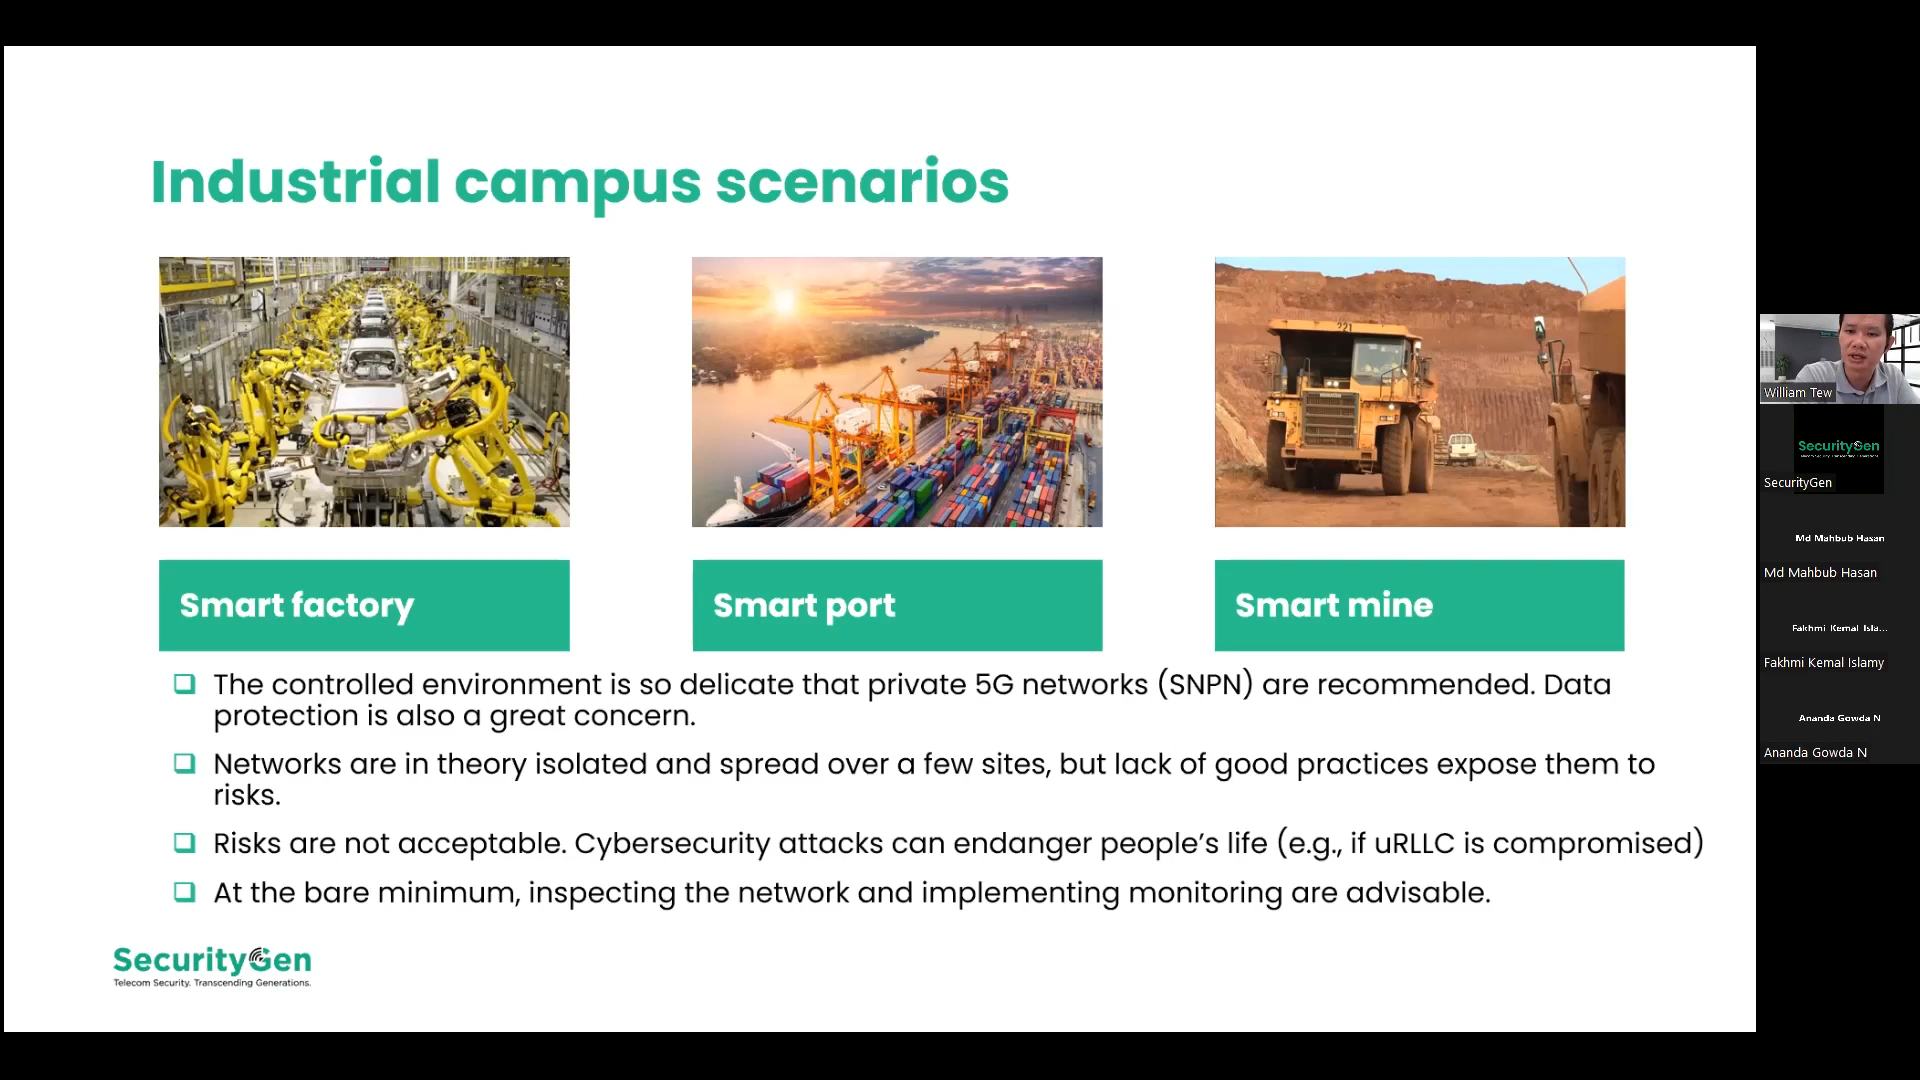 Industrial campus scenarios
221
Smart factory
Smart port
Smart mine
The controlled environment is so delicate that private 5G networks (SNPN) are recommended. Data
protection is also a great concern.
Networks are in theory isolated and spread over a few sites, but lack of good practices expose them to
risks.
Risks are not acceptable. Cybersecurity attacks can endanger people’s life (e.g., if uRLLC is compromised)
At the bare minimum, inspecting the network and implementing monitoring are advisable.
SecurityGen
Telecom Security. Transcending Generations.
William Tew
SecurityGen
Telecom Security. Transcending Generations.
SecurityGen
Md Mahbub Hasan
Md Mahbub Hasan
Fakhmi Kemal Isla...
Fakhmi Kemal Islamy
Ananda Gowda N
Ananda Gowda N